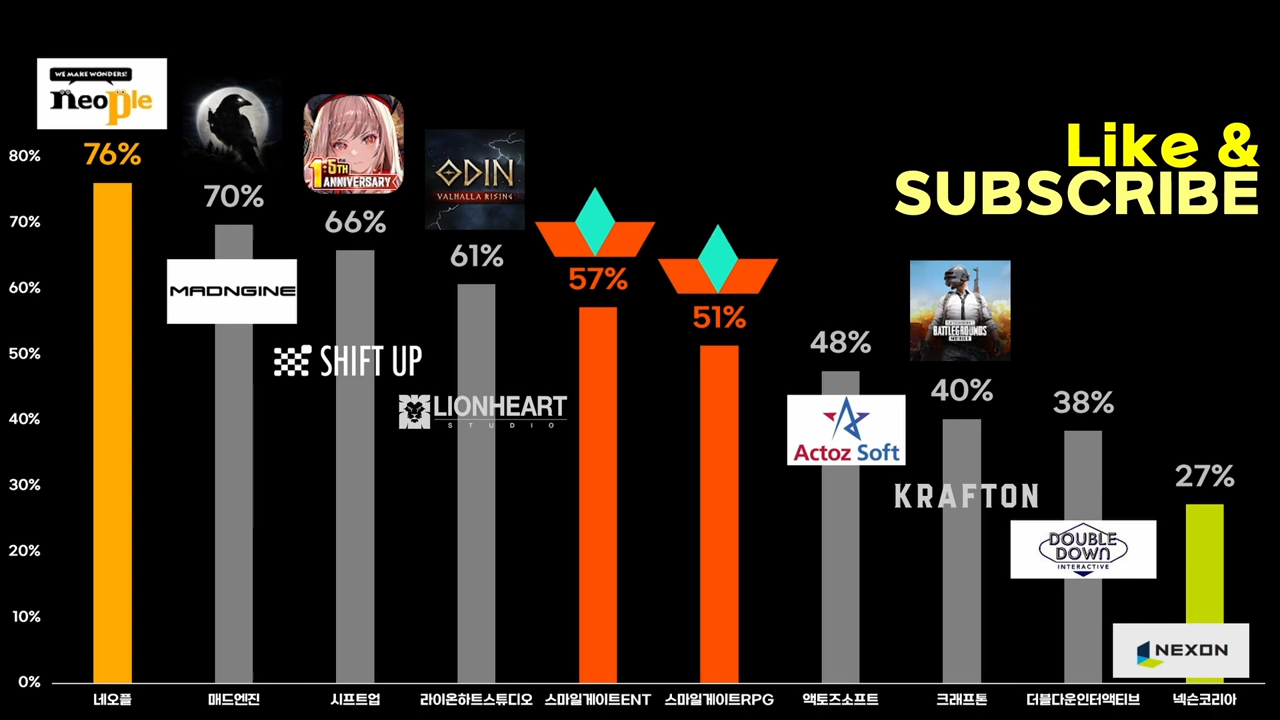 WE MAKE WONDERS!
neople
Like &
SUBSCRIBE
80%
76%
70%
70%
MADNGINE
1.5TH
ANNIVERSARY
66%
SHIFT UP
ODIN
VALHALLA RISING
61%
LIONHEART
STUDIO
57%
51%
48%
Actoz Soft
BATTLEGROUNDS
40%
KRAFTON
38%
DOUBLE
DOWN
INTERACTIVE
27%
NEXON
60%
50%
40%
30%
20%
10%
0%
네오플 매드엔진 시프트업 라이온하트스튜디오 스마일게이트ENT 스마일게이트RPG 액토즈소프트 크래프톤 더블다운인터액티브 넥슨코리아